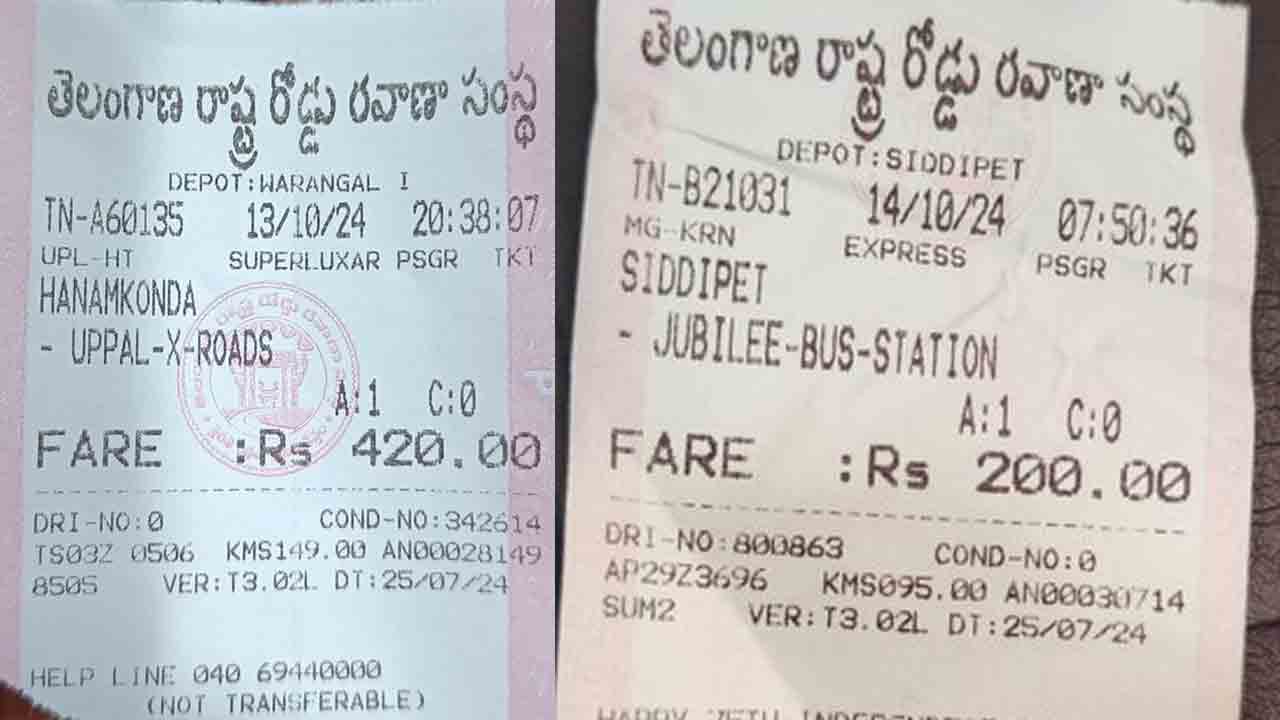 తెలంగాణ రాష్ట్ర రోడ్డు రవాణా సంస్థ
DEPOT:WARANGAL I
TN-A60135 13/10/24 20:38:07
UPL-HT SUPERLUXAR PSGR TKT
HANAMKONDA
- UPPAL-X-ROADS
A:1 C:0
FARE :Rs 420.00
DRI-NO:0 COND-NO:342614
TS03Z 0506 KMS149.00 AN00028149
8505 VER:T3.02L DT:25/07/24
HELP LINE 040 69440000
(NOT TRANSFERABLE)
తెలంగాణ రాష్ట్ర రోడ్డు రవాణా సంస్థ
DEPOT:SIDDIPET
TN-B21031 14/10/24 07:50:36
MG-KRN EXPRESS PSGR TKT
SIDDIPET
- JUBILEE-BUS-STATION
A:1 C:0
FARE :Rs 200.00
DRI-NO:800863 COND-NO:0
AP29Z3696 KMS095.00 AN00030714
SUM2 VER:T3.02L DT:25/07/24